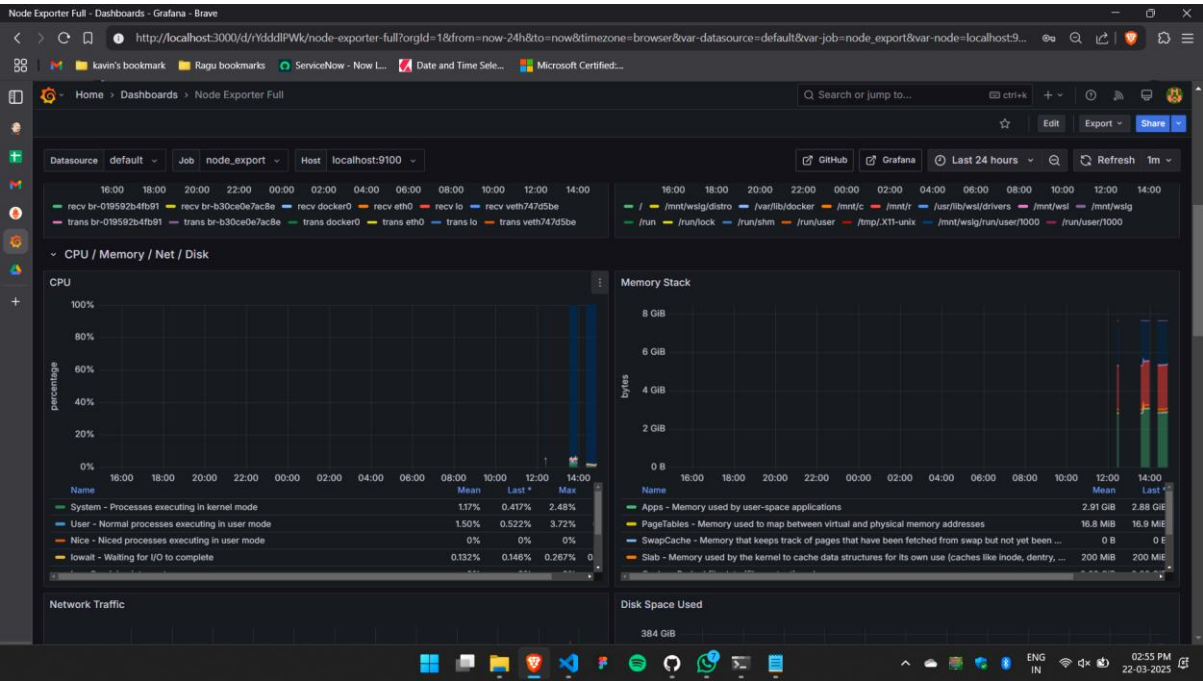 Node Exporter Full - Dashboards - Grafana - Brave
http://localhost:3000/d/rYdddlPWk/node-exporter-full?orgId=1&from=now-24h&to=now&timezone=browser&var-datasource=default&var-job=node_export&var-node=localhost:9...
kavin's bookmark Ragu bookmarks ServiceNow - Now L... Date and Time Sele... Microsoft Certified:...
Home > Dashboards > Node Exporter Full Search or jump to... ctrl+k
Edit Export Share
Datasource default Job node_export Host localhost:9100 GitHub Grafana Last 24 hours Refresh 1m
16:00 18:00 20:00 22:00 00:00 02:00 04:00 06:00 08:00 10:00 12:00 14:00
recv br-019592b4fb91 recv br-b30ce0e7ac8e recv docker0 recv eth0 recv lo recv veth747d5be
trans br-019592b4fb91 trans br-b30ce0e7ac8e trans docker0 trans eth0 trans lo trans veth747d5be
16:00 18:00 20:00 22:00 00:00 02:00 04:00 06:00 08:00 10:00 12:00 14:00
/ /mnt/wslg/distro /var/lib/docker /mnt/c /mnt/r /usr/lib/wsl/drivers /mnt/wsl /mnt/wslg
/run /run/lock /run/shm /run/user /tmp/.X11-unix /mnt/wslg/run/user/1000 /run/user/1000
CPU / Memory / Net / Disk
CPU
100%
80%
60%
40%
20%
0%
percentage
16:00 18:00 20:00 22:00 00:00 02:00 04:00 06:00 08:00 10:00 12:00 14:00
Name Mean Last * Max
System - Processes executing in kernel mode 1.17% 0.417% 2.48%
User - Normal processes executing in user mode 1.50% 0.522% 3.72%
Nice - Niced processes executing in user mode 0% 0% 0%
Iowait - Waiting for I/O to complete 0.132% 0.146% 0.267% 0
Memory Stack
8 GiB
6 GiB
4 GiB
2 GiB
0 B
bytes
16:00 18:00 20:00 22:00 00:00 02:00 04:00 06:00 08:00 10:00 12:00 14:00
Name Mean Last *
Apps - Memory used by user-space applications 2.91 GiB 2.88 GiB
PageTables - Memory used to map between virtual and physical memory addresses 16.8 MiB 16.9 MiB
SwapCache - Memory that keeps track of pages that have been fetched from swap but not yet been ... 0 B 0 B
Slab - Memory used by the kernel to cache data structures for its own use (caches like inode, dentry, ... 200 MiB 200 MiB
Network Traffic
Disk Space Used
384 GiB
ENG
IN
02:55 PM
22-03-2025